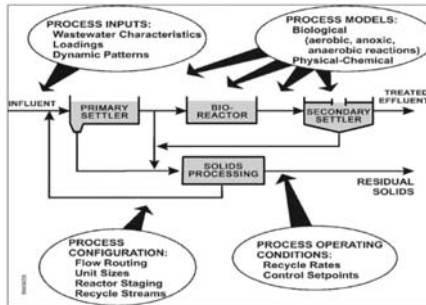 PROCESS INPUTS:
Wastewater Characteristics
Loadings
Dynamic Patterns
PROCESS MODELS:
Biological
(aerobic, anoxic,
anaerobic reactions)
Physical-Chemical
INFLUENT
PRIMARY
SETTLER
BIO-
REACTOR
SECONDARY
SETTLER
TREATED
EFFLUENT
SOLIDS
PROCESSING
RESIDUAL
SOLIDS
PROCESS
CONFIGURATION:
Flow Routing
Unit Sizes
Reactor Staging
Recycle Streams
PROCESS OPERATING
CONDITIONS:
Recycle Rates
Control Setpoints